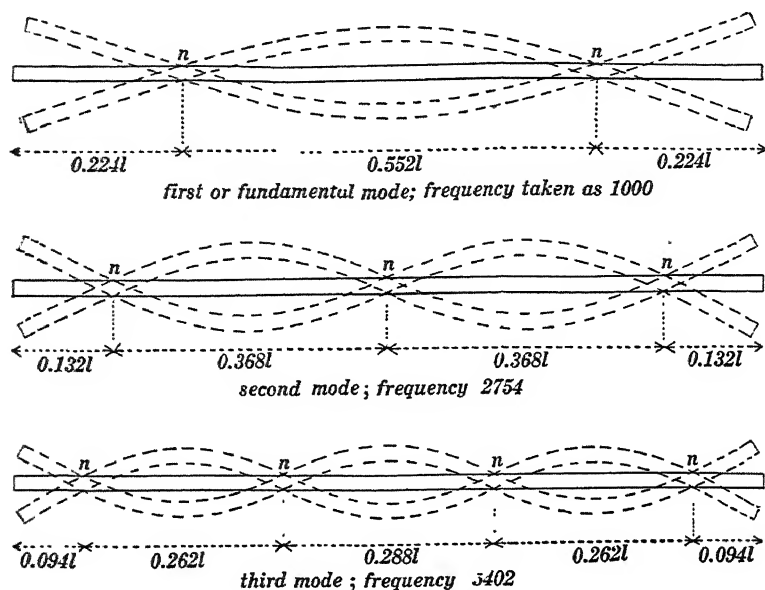 n n
0.224l 0.552l 0.224l
first or fundamental mode; frequency taken as 1000
n n n
0.132l 0.368l 0.368l 0.132l
second mode; frequency 2754
n n n n
0.094l 0.262l 0.288l 0.262l 0.094l
third mode; frequency 5402